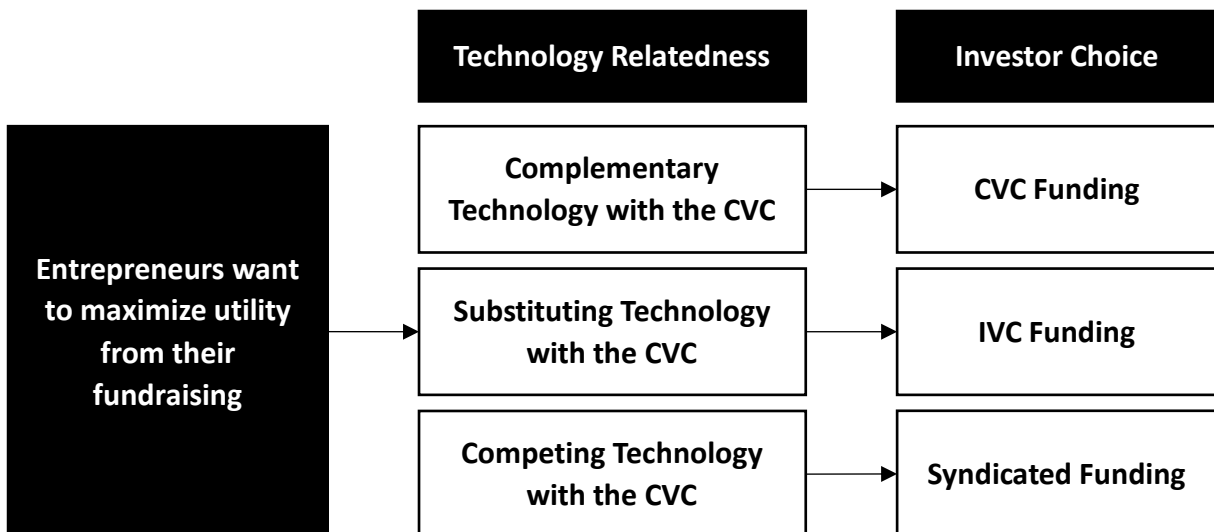 Technology Relatedness
Investor Choice
Entrepreneurs want
to maximize utility
from their
fundraising
Complementary
Technology with the CVC
CVC Funding
Substituting Technology
with the CVC
IVC Funding
Competing Technology
with the CVC
Syndicated Funding